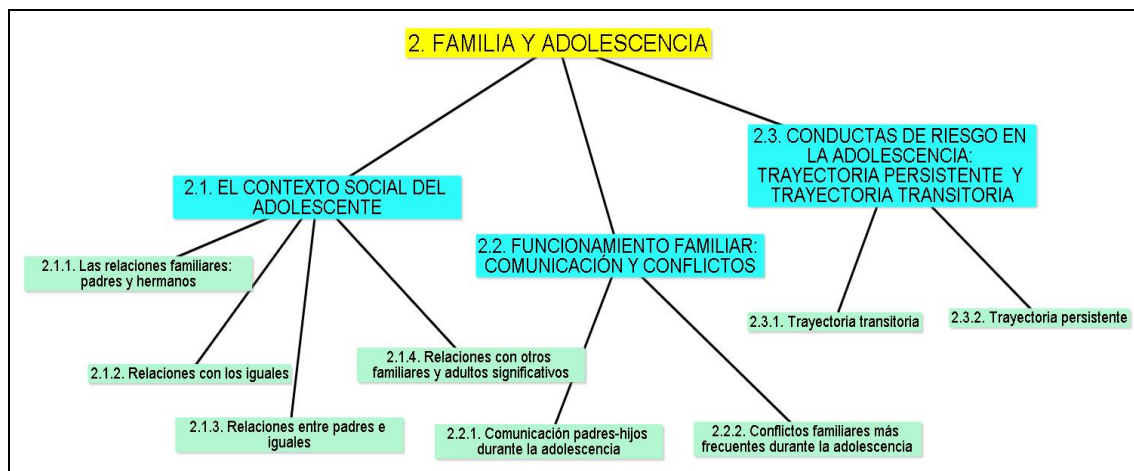 2. FAMILIA Y ADOLESCENCIA
2.1. EL CONTEXTO SOCIAL DEL
ADOLESCENTE
2.1.1. Las relaciones familiares:
padres y hermanos
2.1.2. Relaciones con los iguales
2.1.3. Relaciones entre padres e
iguales
2.1.4. Relaciones con otros
familiares y adultos significativos
2.2. FUNCIONAMIENTO FAMILIAR:
COMUNICACIÓN Y CONFLICTOS
2.2.1. Comunicación padres-hijos
durante la adolescencia
2.2.2. Conflictos familiares más
frecuentes durante la adolescencia
2.3. CONDUCTAS DE RIESGO EN
LA ADOLESCENCIA:
TRAYECTORIA PERSISTENTE Y
TRAYECTORIA TRANSITORIA
2.3.1. Trayectoria transitoria
2.3.2. Trayectoria persistente